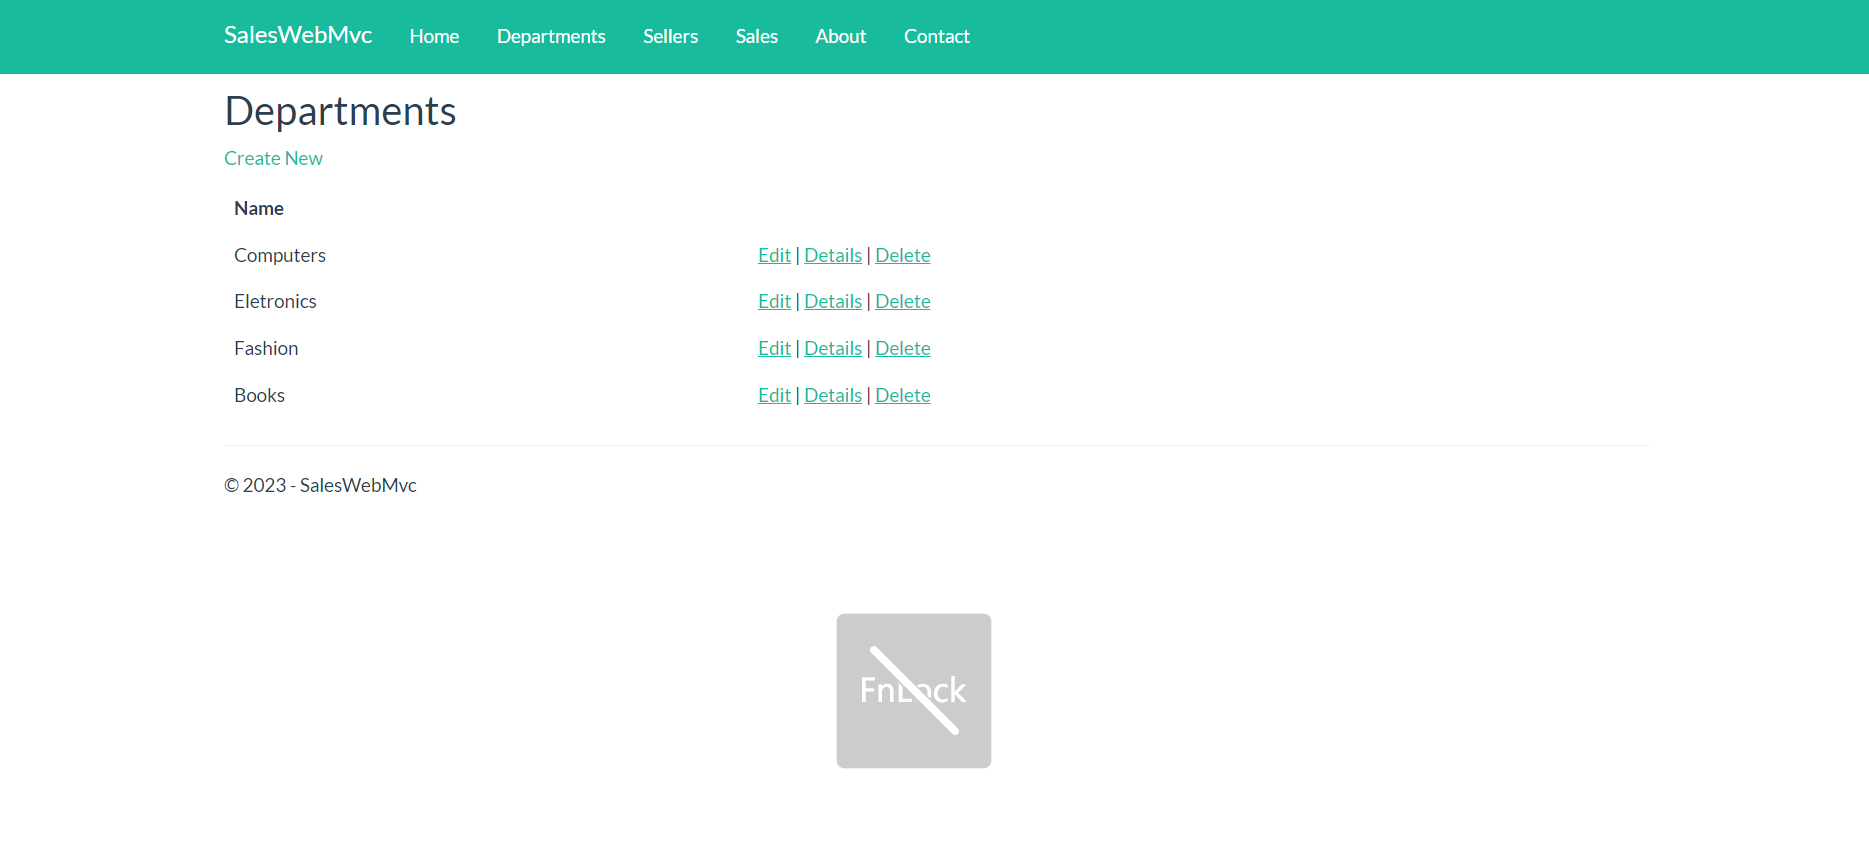 SalesWebMvc Home Departments Sellers Sales About Contact
Departments
Create New
Name
Computers Edit | Details | Delete
Eletronics Edit | Details | Delete
Fashion Edit | Details | Delete
Books Edit | Details | Delete
© 2023 - SalesWebMvc
FnLock